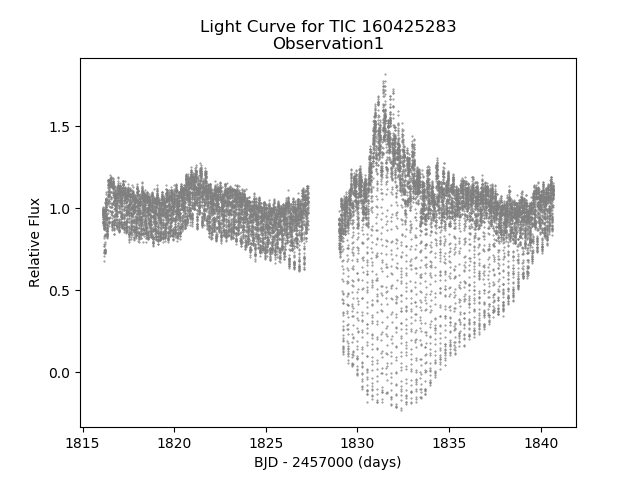 Light Curve for TIC 160425283
Observation1
Relative Flux
1.5
1.0
0.5
0.0
1815 1820 1825 1830 1835 1840
BJD - 2457000 (days)